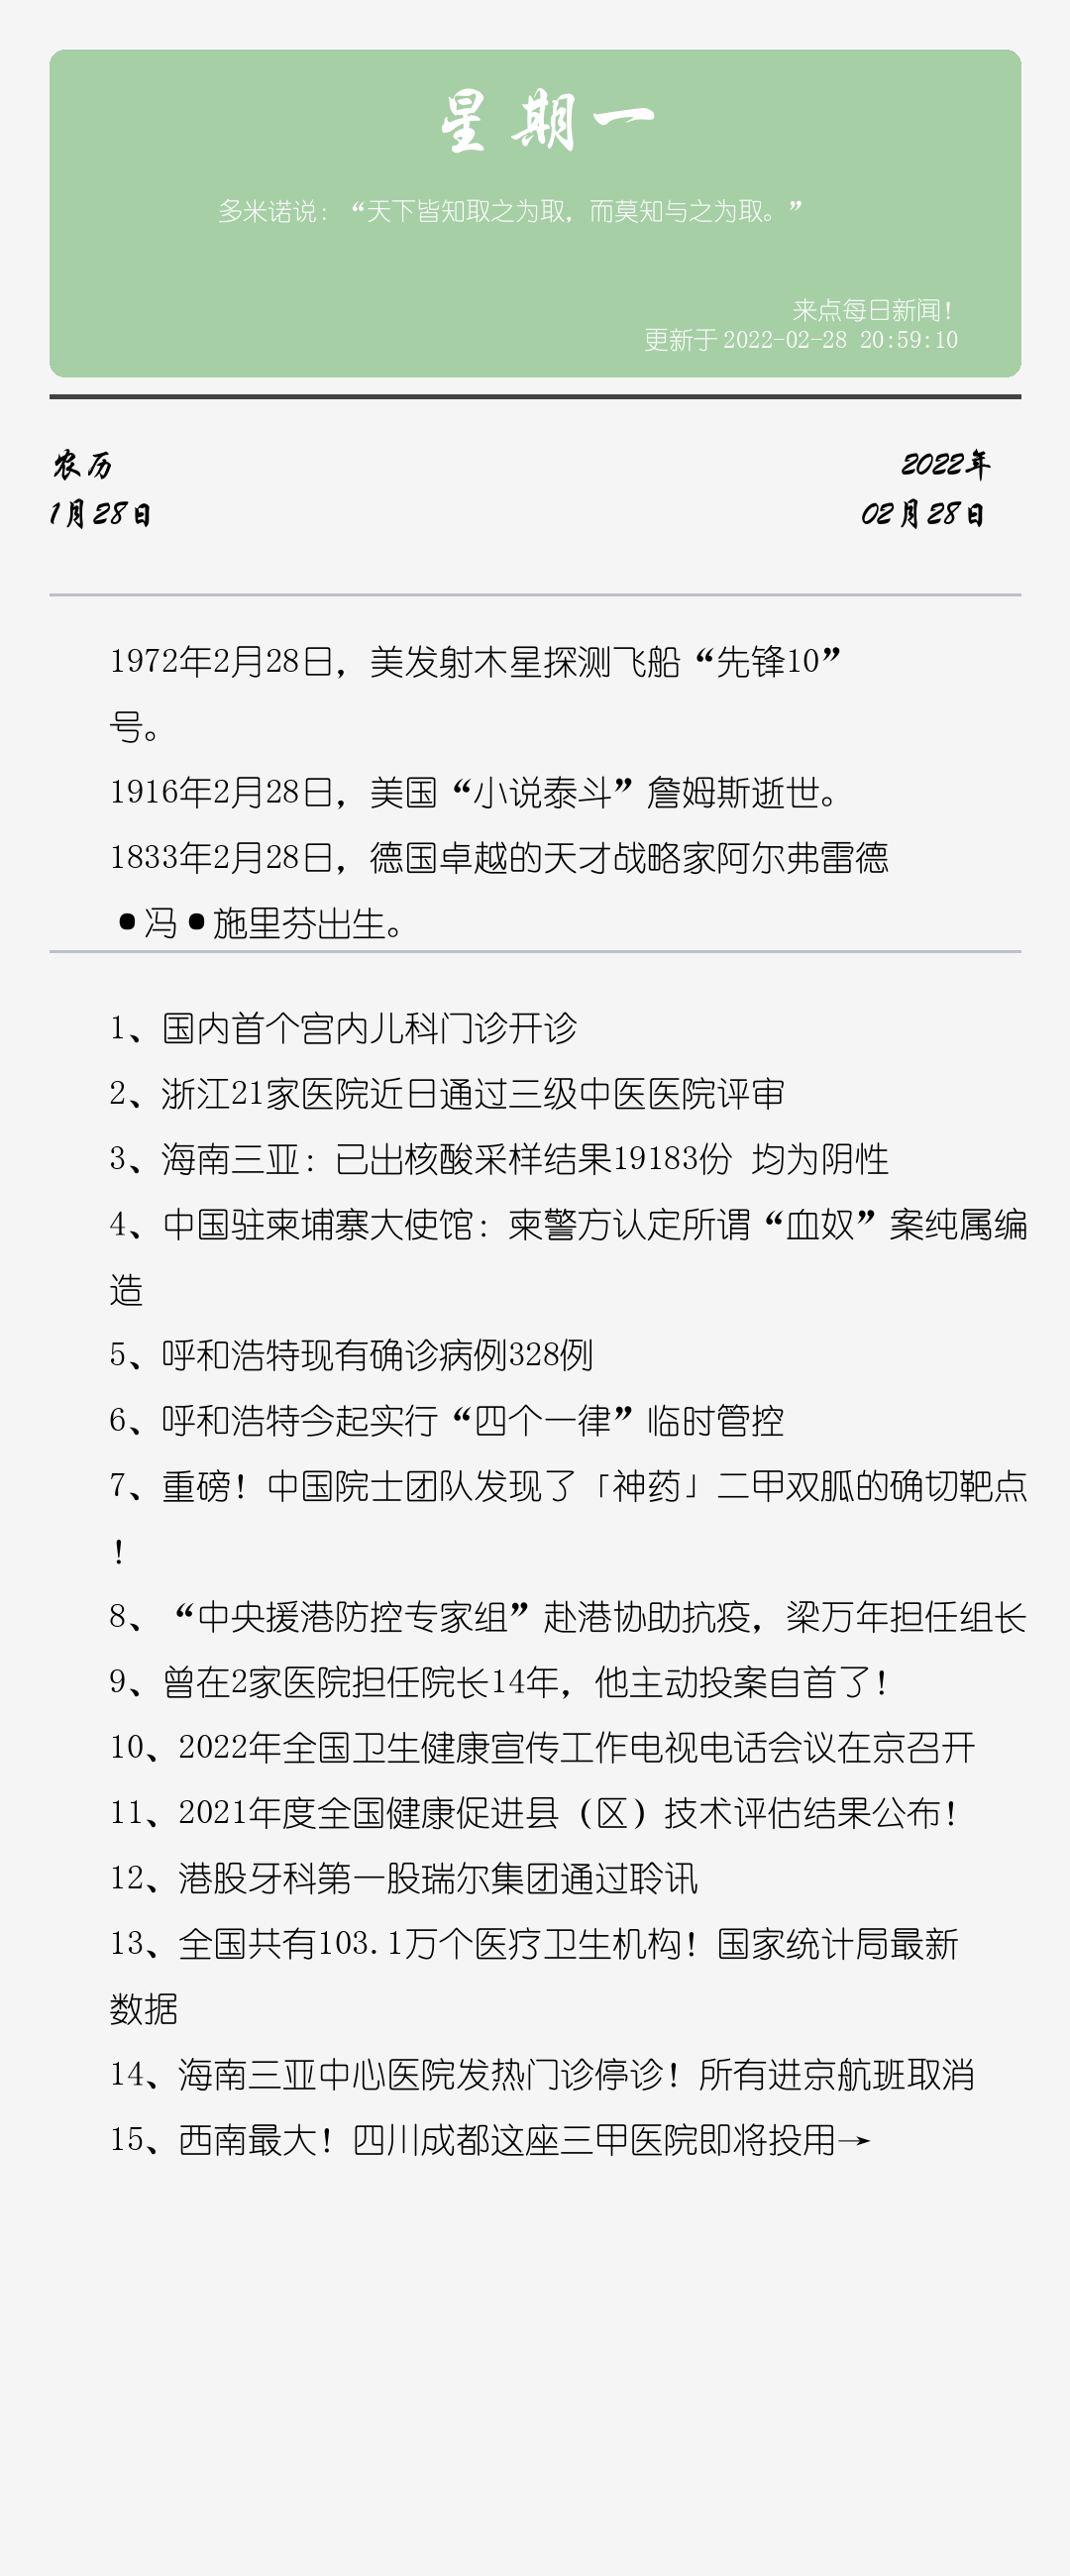 星期一
多米诺说：“天下皆知取之为取，而莫知与之为取。”
来点每日新闻！
更新于 2022-02-28 20:59:10
农历
2022年
1月28日
02月28日
1972年2月28日，美发射木星探测飞船“先锋10”
号。
1916年2月28日，美国“小说泰斗”詹姆斯逝世。
1833年2月28日，德国卓越的天才战略家阿尔弗雷德
•冯•施里芬出生。
1、国内首个宫内儿科门诊开诊
2、浙江21家医院近日通过三级中医医院评审
3、海南三亚：已出核酸采样结果19183份 均为阴性
4、中国驻柬埔寨大使馆：柬警方认定所谓“血奴”案纯属编
造
5、呼和浩特现有确诊病例328例
6、呼和浩特今起实行“四个一律”临时管控
7、重磅！中国院士团队发现了「神药」二甲双胍的确切靶点
！
8、“中央援港防控专家组”赴港协助抗疫，梁万年担任组长
9、曾在2家医院担任院长14年，他主动投案自首了！
10、2022年全国卫生健康宣传工作电视电话会议在京召开
11、2021年度全国健康促进县（区）技术评估结果公布！
12、港股牙科第一股瑞尔集团通过聆讯
13、全国共有103.1万个医疗卫生机构！国家统计局最新
数据
14、海南三亚中心医院发热门诊停诊！所有进京航班取消
15、西南最大！四川成都这座三甲医院即将投用→